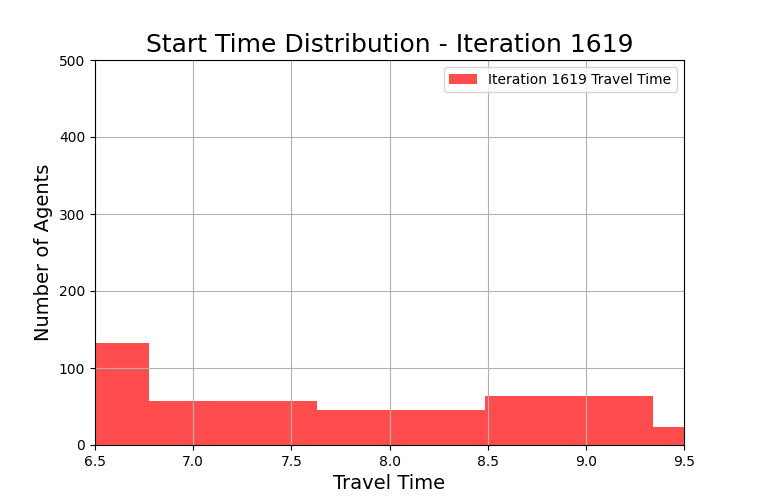 Start Time Distribution - Iteration 1619
Iteration 1619 Travel Time
Number of Agents
500
400
300
200
100
0
6.5 7.0 7.5 8.0 8.5 9.0 9.5
Travel Time